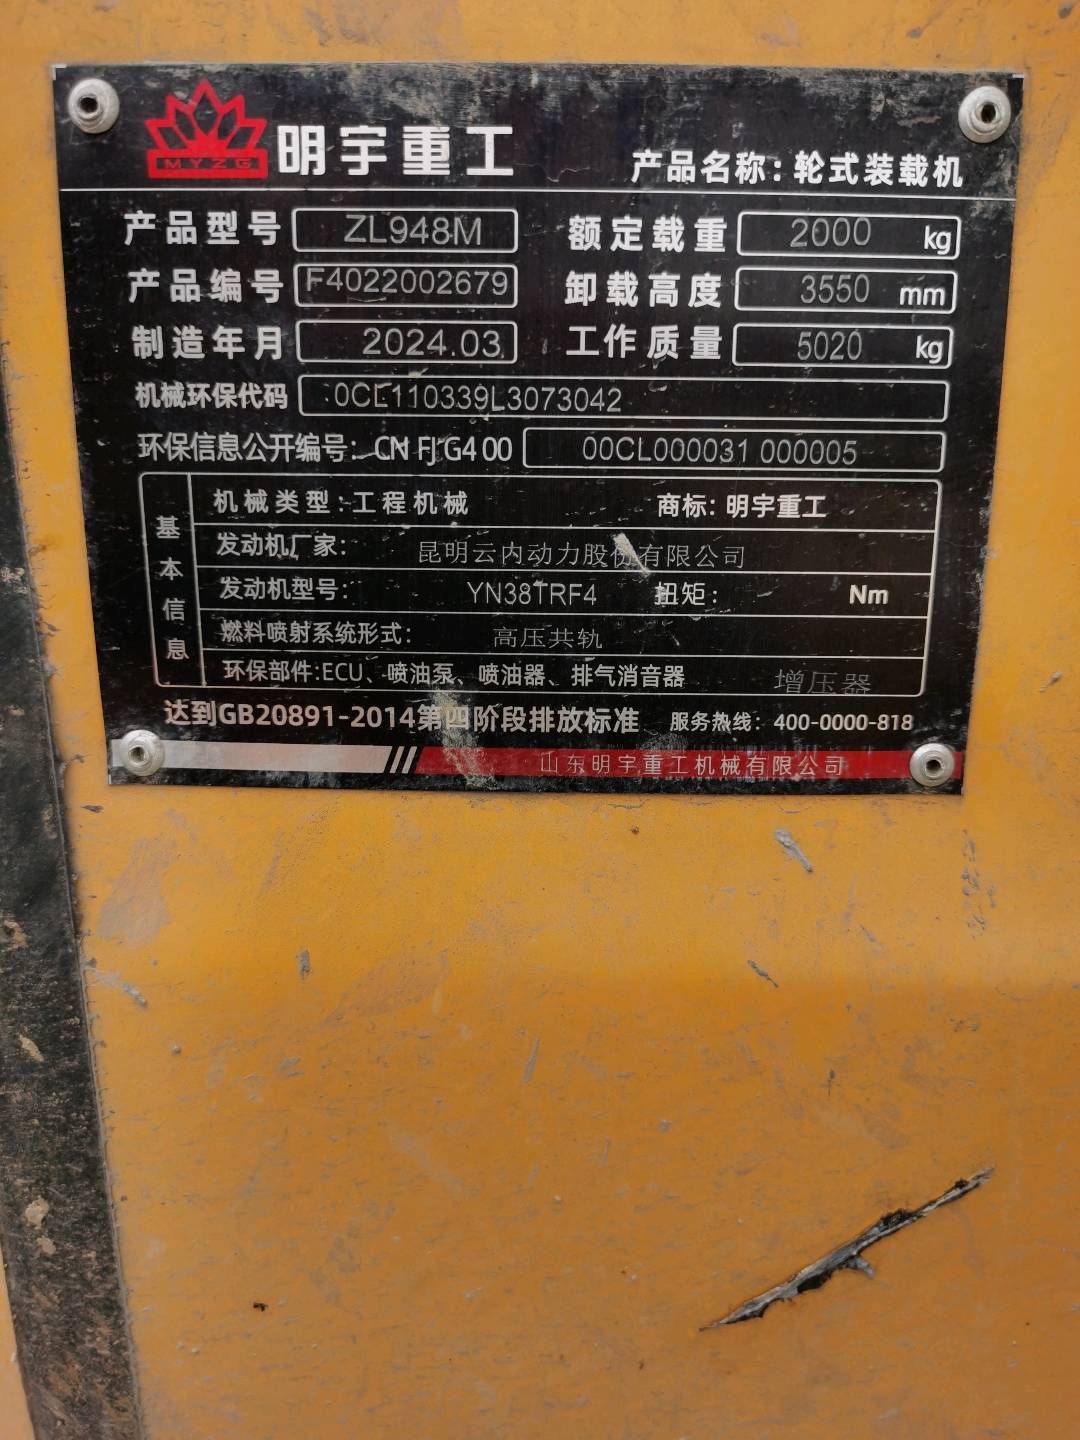 MYZG 明宇重工 产品名称：轮式装载机
产品型号 ZL948M 额定载重 2000 kg
产品编号 F4022002679 卸载高度 3550 mm
制造年月 2024.03 工作质量 5020 kg
机械环保代码 0CL110339L3073042
环保信息公开编号：CN FJ G4 00 00CL000031 000005
基本信息
机械类型：工程机械 商标：明宇重工
发动机厂家： 昆明云内动力股份有限公司
发动机型号： YN38TRF4 扭矩： Nm
燃料喷射系统形式： 高压共轨
环保部件：ECU、喷油泵、喷油器、排气消音器 增压器
达到GB20891-2014第四阶段排放标准 服务热线：400-0000-818
山东明宇重工机械有限公司